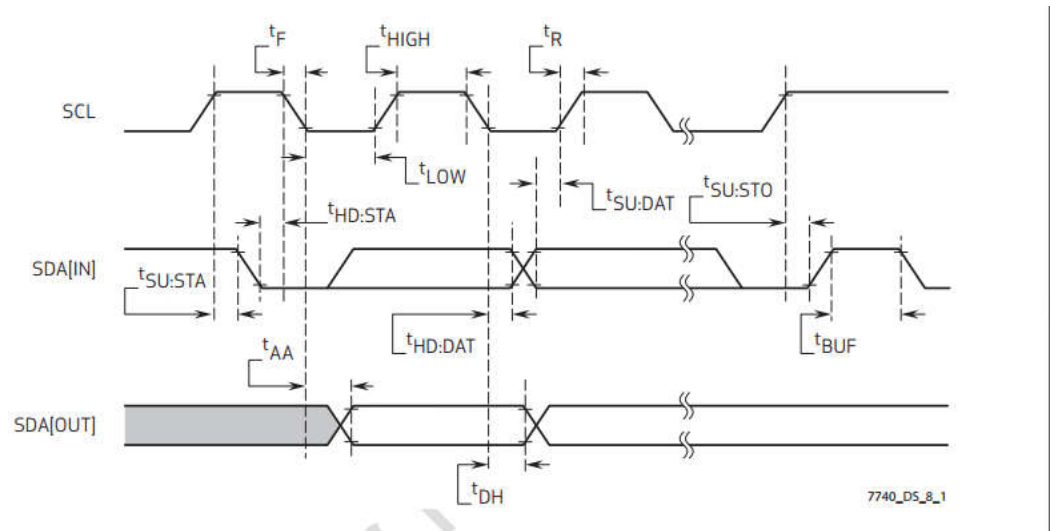 tF
tHIGH
tR
SCL
tLOW
tSU:DAT
tSU:STO
tHD:STA
SDA[IN]
tSU:STA
tAA
tHD:DAT
tBUF
SDA[OUT]
tDH
7740_DS_8_1